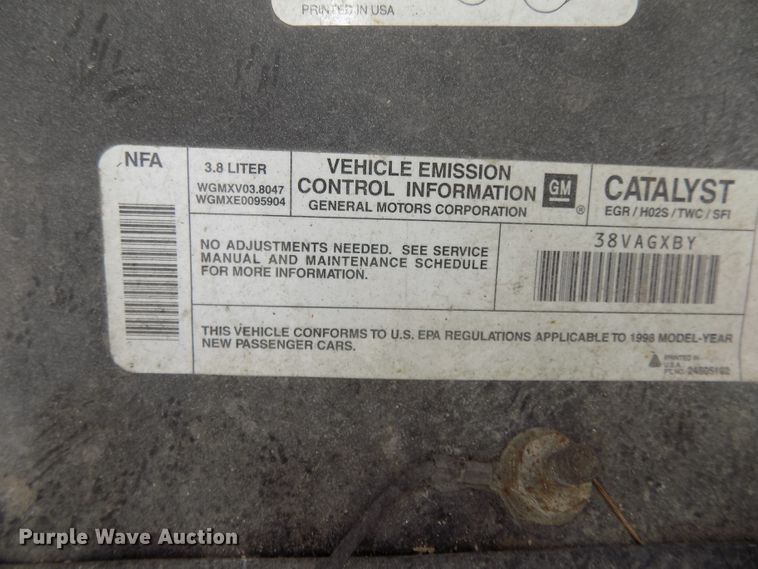 PRINTED IN USA
NFA
3.8 LITER
WGMXV03.8047
WGMXE0095904
VEHICLE EMISSION
CONTROL INFORMATION
GENERAL MOTORS CORPORATION
GM
®
CATALYST
EGR / H02S / TWC / SFI
NO ADJUSTMENTS NEEDED. SEE SERVICE
MANUAL AND MAINTENANCE SCHEDULE
FOR MORE INFORMATION.
38VAGXBY
THIS VEHICLE CONFORMS TO U.S. EPA REGULATIONS APPLICABLE TO 1998 MODEL-YEAR
NEW PASSENGER CARS.
PRINTED IN
U.S.A.
Purple Wave Auction